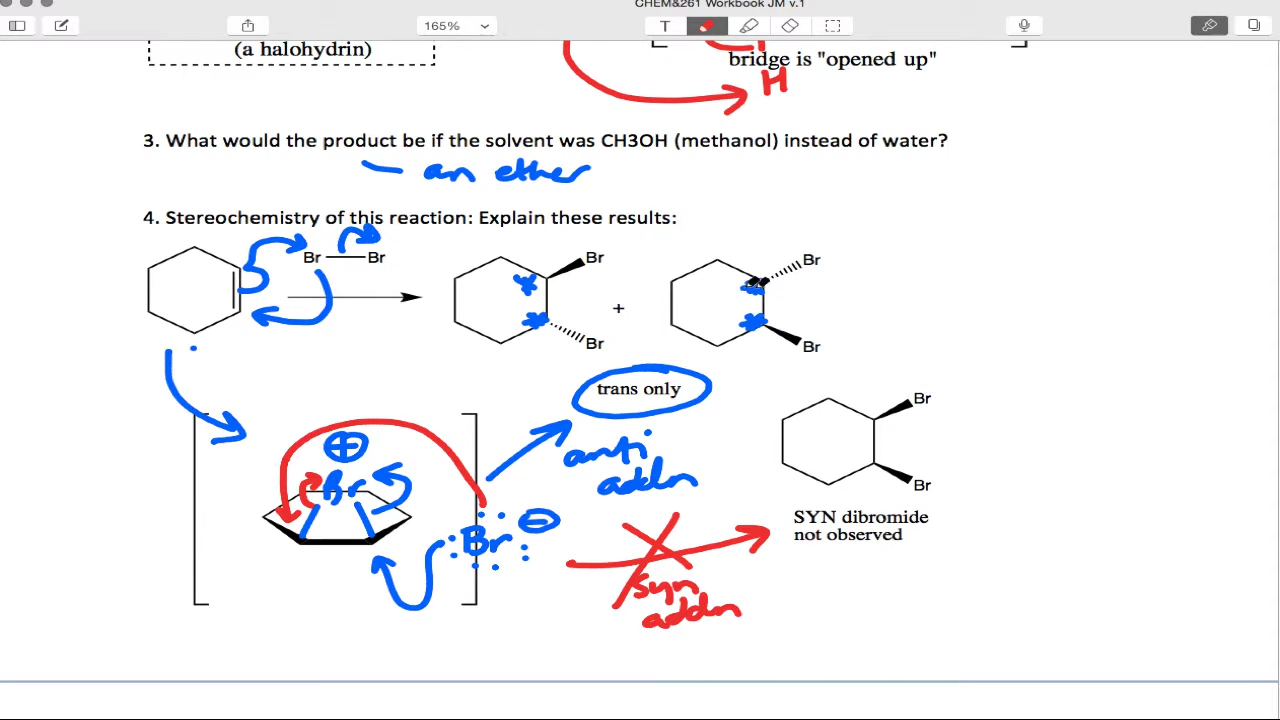 CHEM&261 Workbook JM v.1
165%
T
(a halohydrin)
bridge is "opened up"
H
3. What would the product be if the solvent was CH3OH (methanol) instead of water?
— an ether
4. Stereochemistry of this reaction: Explain these results:
Br Br
Br
Br
+
Br
Br
trans only
anti
addn
Br
Br
SYN dibromide
not observed
+
Br
Br −
syn
addn